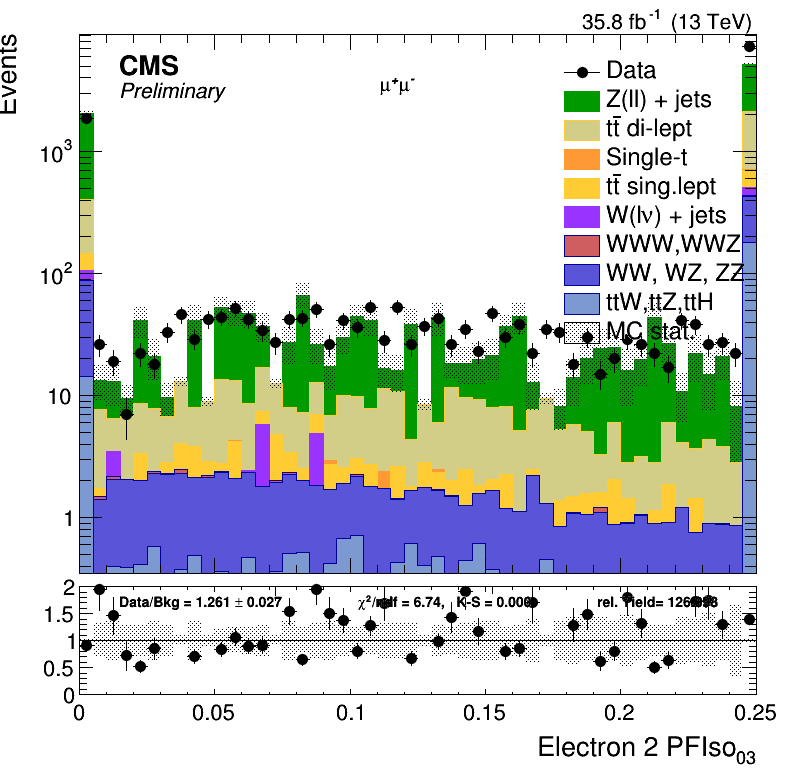 35.8 fb⁻¹ (13 TeV)
Events
CMS
Preliminary
μ⁺μ⁻
Data
Z(ll) + jets
tt̄ di-lept
Single-t
tt̄ sing.lept
W(lν) + jets
WWW,WWZ
WW, WZ, ZZ
ttW,ttZ,ttH
MC stat.
10³
10²
10
1
2
1.5
1
0.5
0
Data/Bkg = 1.261 ± 0.027 χ²/ndf = 6.74, K-S = 0.000 rel. Yield=
0 0.05 0.1 0.15 0.2 0.25
Electron 2 PFIso₀₃